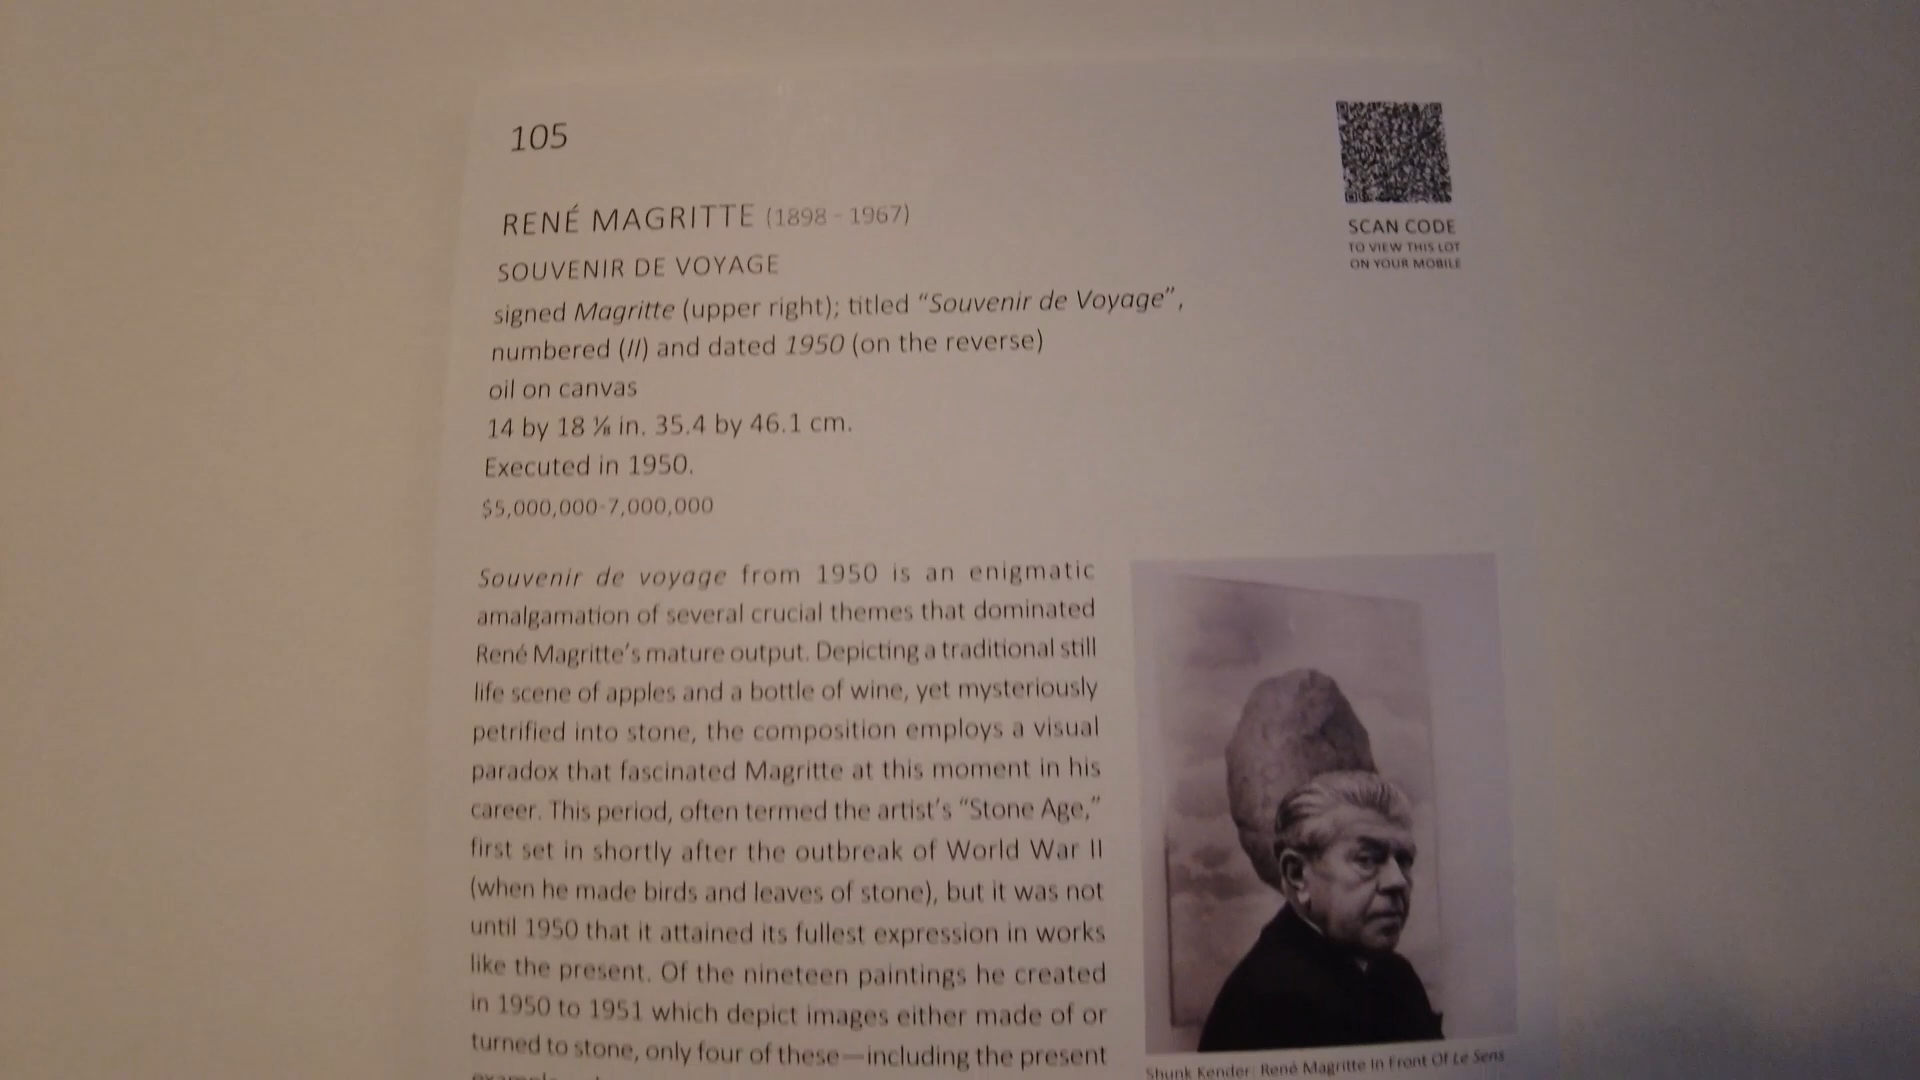 105
RENÉ MAGRITTE (1898 - 1967)
SOUVENIR DE VOYAGE
signed Magritte (upper right); titled “Souvenir de Voyage”,
numbered (II) and dated 1950 (on the reverse)
oil on canvas
14 by 18 ⅛ in. 35.4 by 46.1 cm.
Executed in 1950.
$5,000,000-7,000,000
SCAN CODE
TO VIEW THIS LOT
ON YOUR MOBILE
Souvenir de voyage from 1950 is an enigmatic
amalgamation of several crucial themes that dominated
René Magritte’s mature output. Depicting a traditional still
life scene of apples and a bottle of wine, yet mysteriously
petrified into stone, the composition employs a visual
paradox that fascinated Magritte at this moment in his
career. This period, often termed the artist’s “Stone Age,”
first set in shortly after the outbreak of World War II
(when he made birds and leaves of stone), but it was not
until 1950 that it attained its fullest expression in works
like the present. Of the nineteen paintings he created
in 1950 to 1951 which depict images either made of or
turned to stone, only four of these—including the present
Shunk Kender: René Magritte In Front Of Le Sens